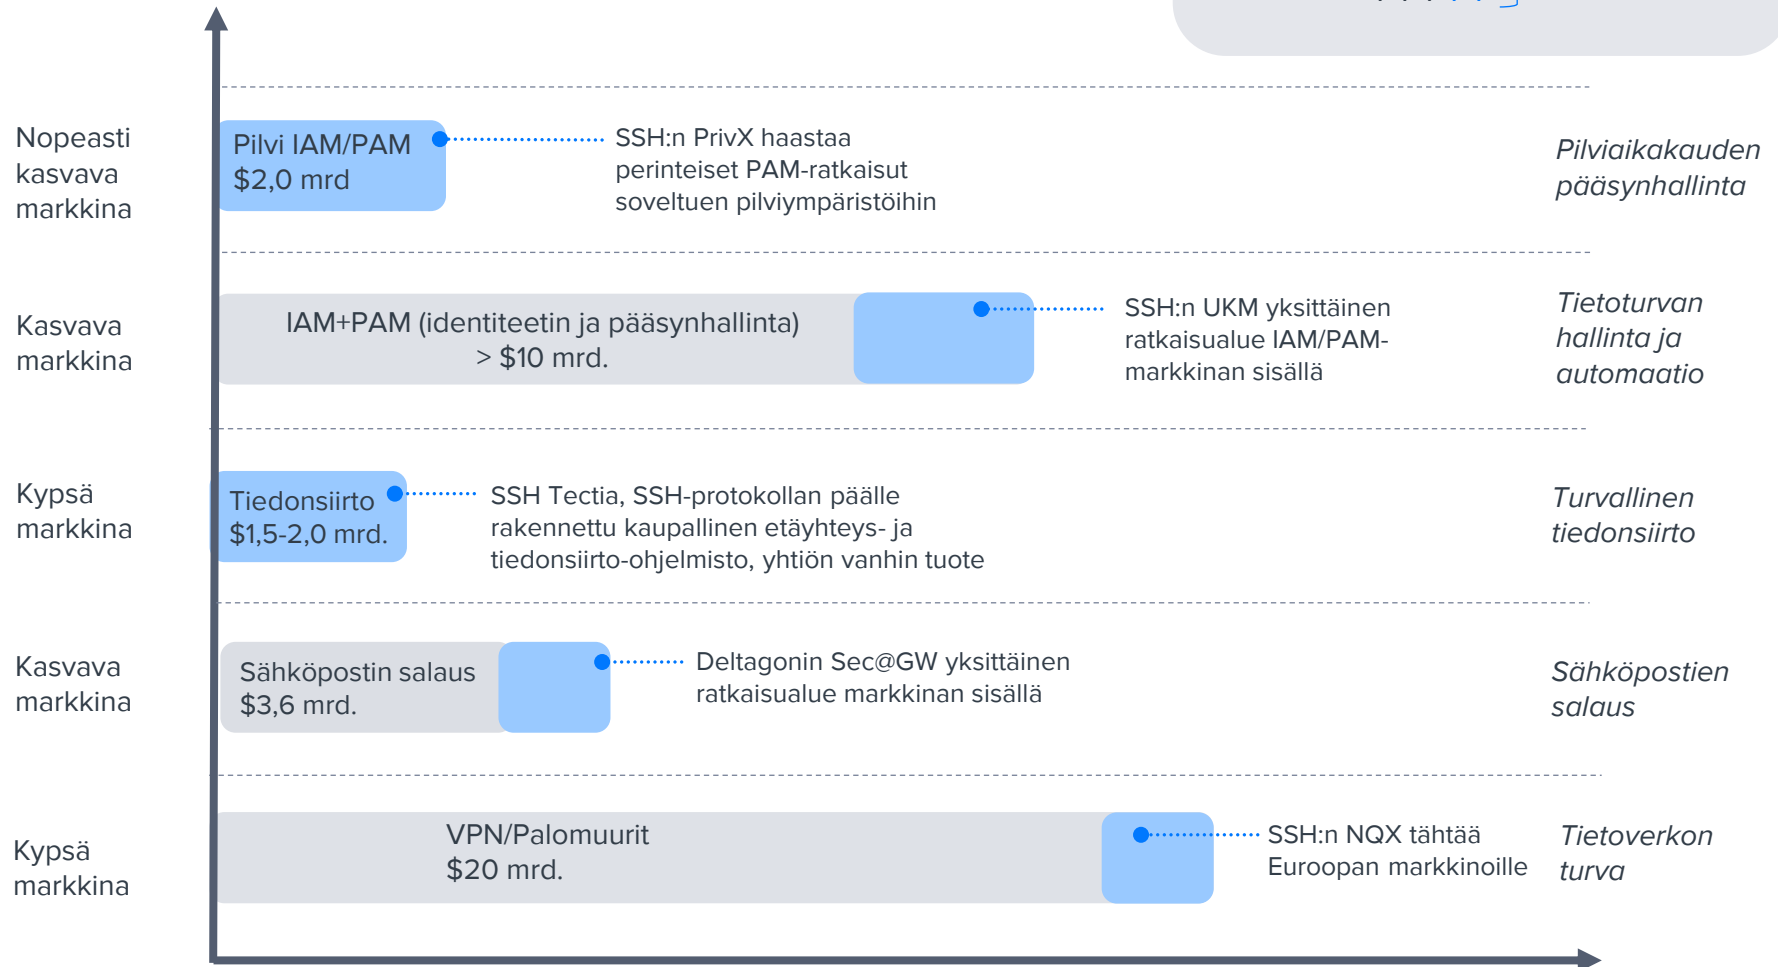 Nopeasti
kasvava
markkina
Pilvi IAM/PAM
$2,0 mrd
SSH:n PrivX haastaa
perinteiset PAM-ratkaisut
soveltuen pilviympäristöihin
Pilviaikakauden
pääsynhallinta
Kasvava
markkina
IAM+PAM (identiteetin ja pääsynhallinta)
> $10 mrd.
SSH:n UKM yksittäinen
ratkaisualue IAM/PAM-
markkinan sisällä
Tietoturvan
hallinta ja
automaatio
Kypsä
markkina
Tiedonsiirto
$1,5-2,0 mrd.
SSH Tectia, SSH-protokollan päälle
rakennettu kaupallinen etäyhteys- ja
tiedonsiirto-ohjelmisto, yhtiön vanhin tuote
Turvallinen
tiedonsiirto
Kasvava
markkina
Sähköpostin salaus
$3,6 mrd.
Deltagonin Sec@GW yksittäinen
ratkaisualue markkinan sisällä
Sähköpostien
salaus
Kypsä
markkina
VPN/Palomuurit
$20 mrd.
SSH:n NQX tähtää
Euroopan markkinoille
Tietoverkon
turva